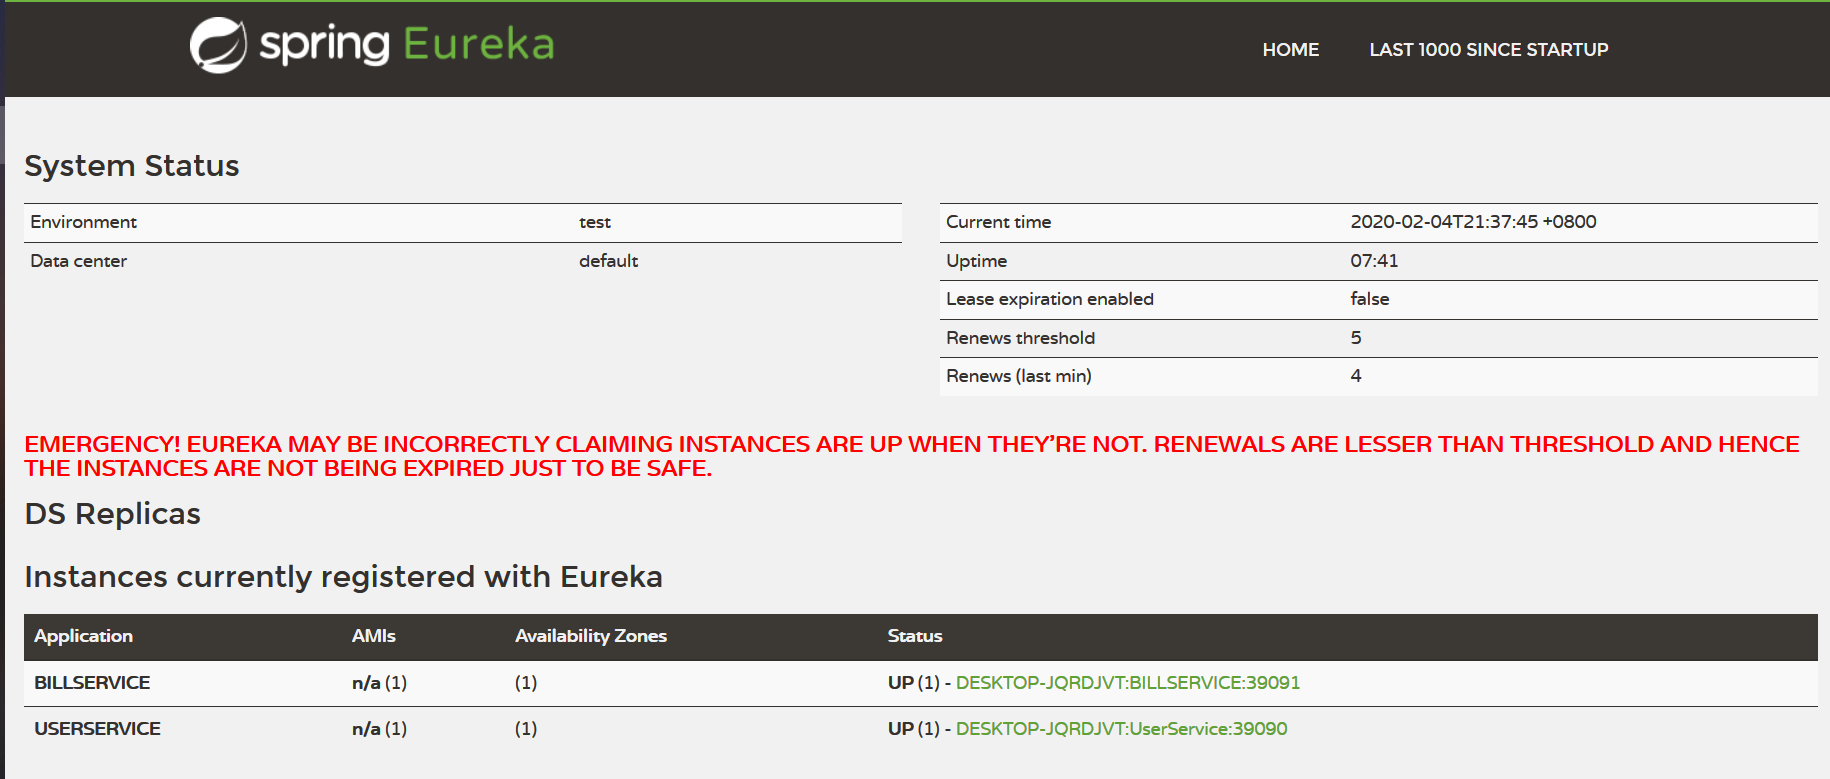 spring Eureka
HOME LAST 1000 SINCE STARTUP
System Status
Environment test
Data center default
Current time 2020-02-04T21:37:45 +0800
Uptime 07:41
Lease expiration enabled false
Renews threshold 5
Renews (last min) 4
EMERGENCY! EUREKA MAY BE INCORRECTLY CLAIMING INSTANCES ARE UP WHEN THEY'RE NOT. RENEWALS ARE LESSER THAN THRESHOLD AND HENCE
THE INSTANCES ARE NOT BEING EXPIRED JUST TO BE SAFE.
DS Replicas
Instances currently registered with Eureka
Application AMIs Availability Zones Status
BILLSERVICE n/a (1) (1) UP (1) - DESKTOP-JQRDJVT:BILLSERVICE:39091
USERSERVICE n/a (1) (1) UP (1) - DESKTOP-JQRDJVT:UserService:39090